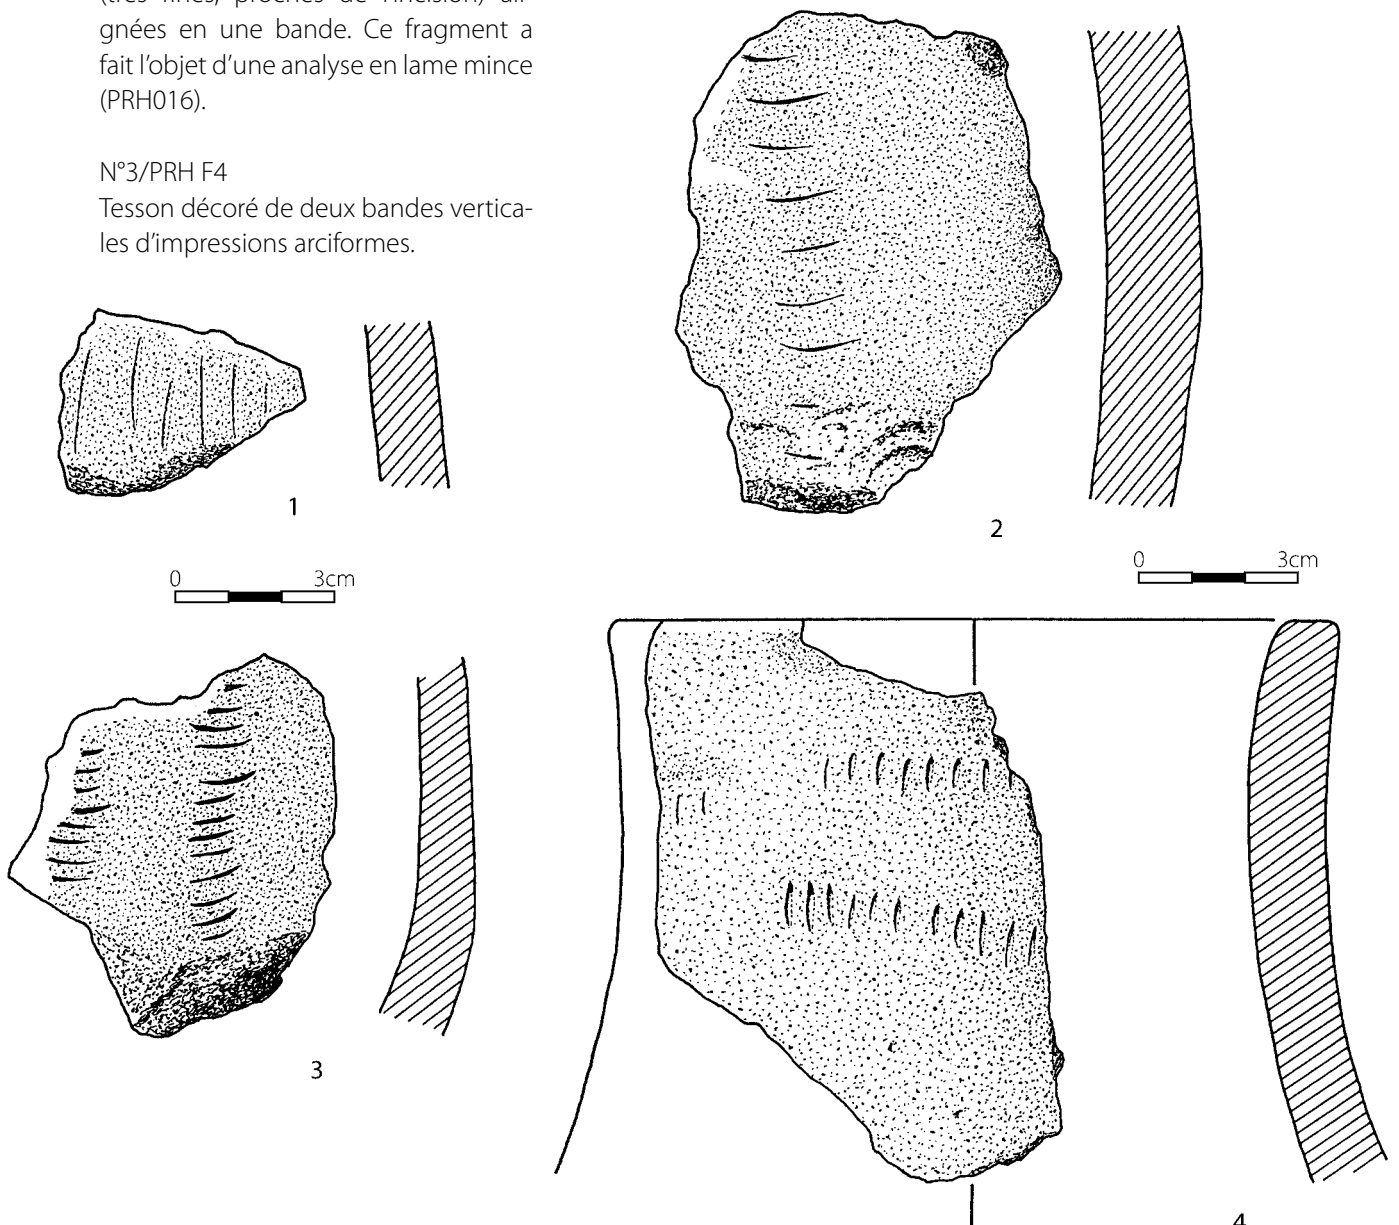 (très fines, proches de l'incision) ali-
gnées en une bande. Ce fragment a
fait l'objet d'une analyse en lame mince
(PRH016).
N°3/PRH F4
Tesson décoré de deux bandes vertica-
les d'impressions arciformes.
1
2
0 3cm
0 3cm
3
4